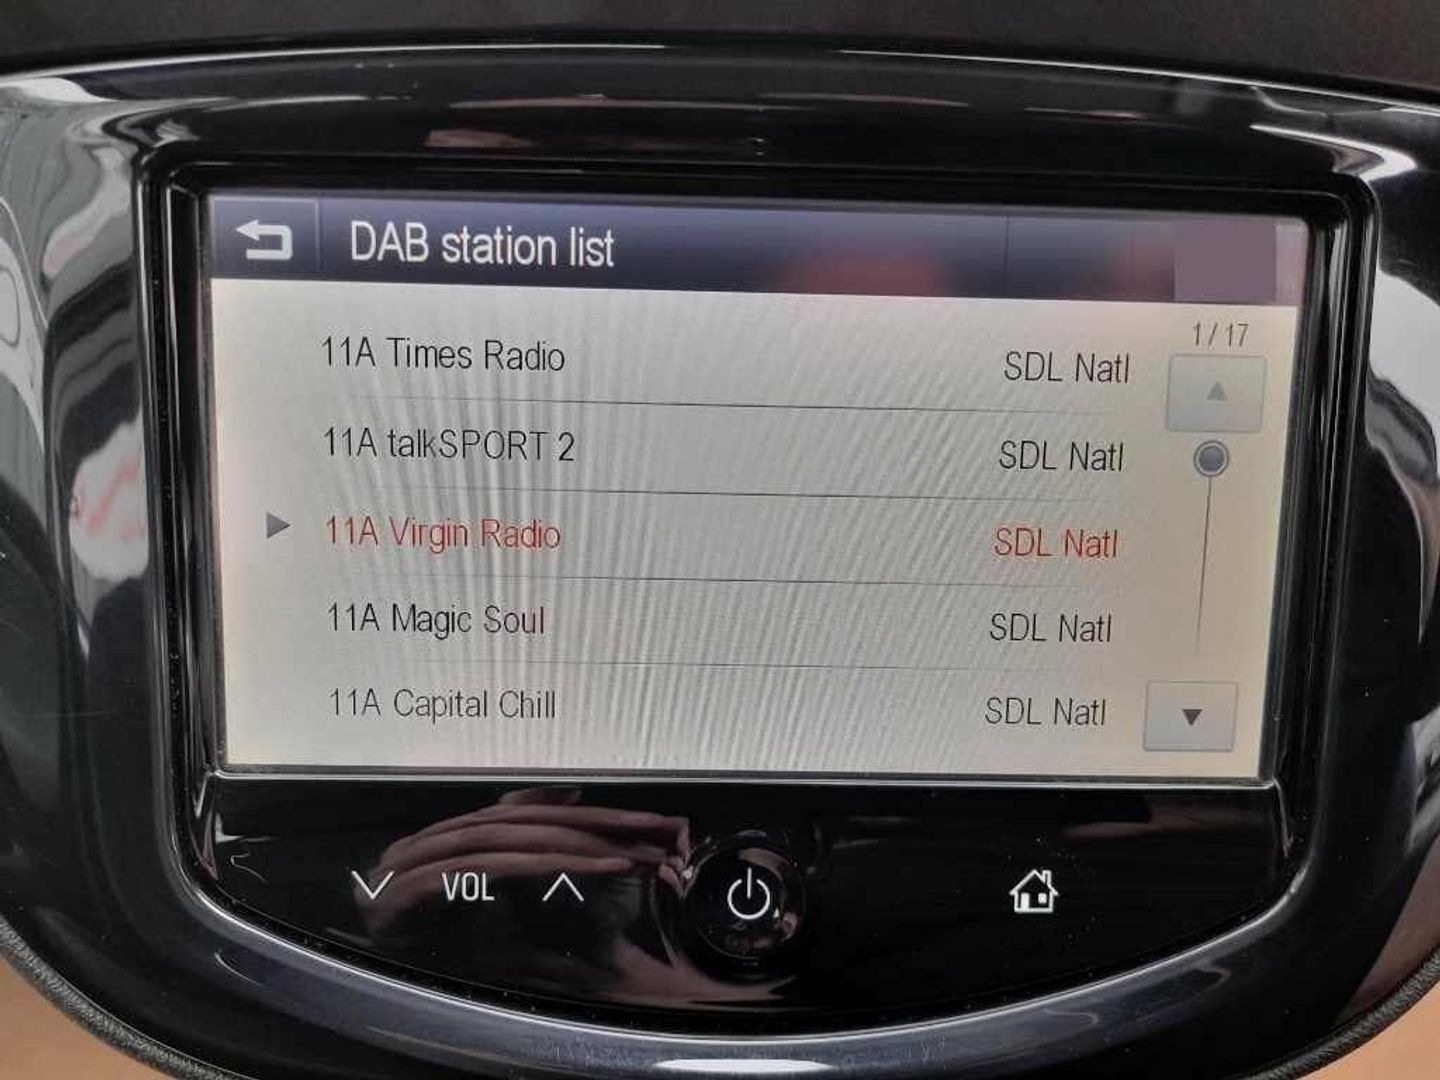 DAB station list
1 / 17
11A Times Radio SDL Natl
11A talkSPORT 2 SDL Natl
11A Virgin Radio SDL Natl
11A Magic Soul SDL Natl
11A Capital Chill SDL Natl
VOL